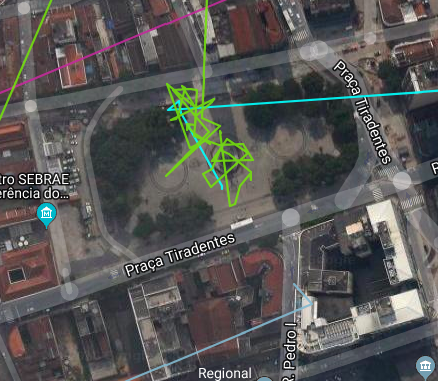 Praça Tiradentes
tro SEBRAE
erência do...
Praça Tiradentes
R. Pedro I
Regional